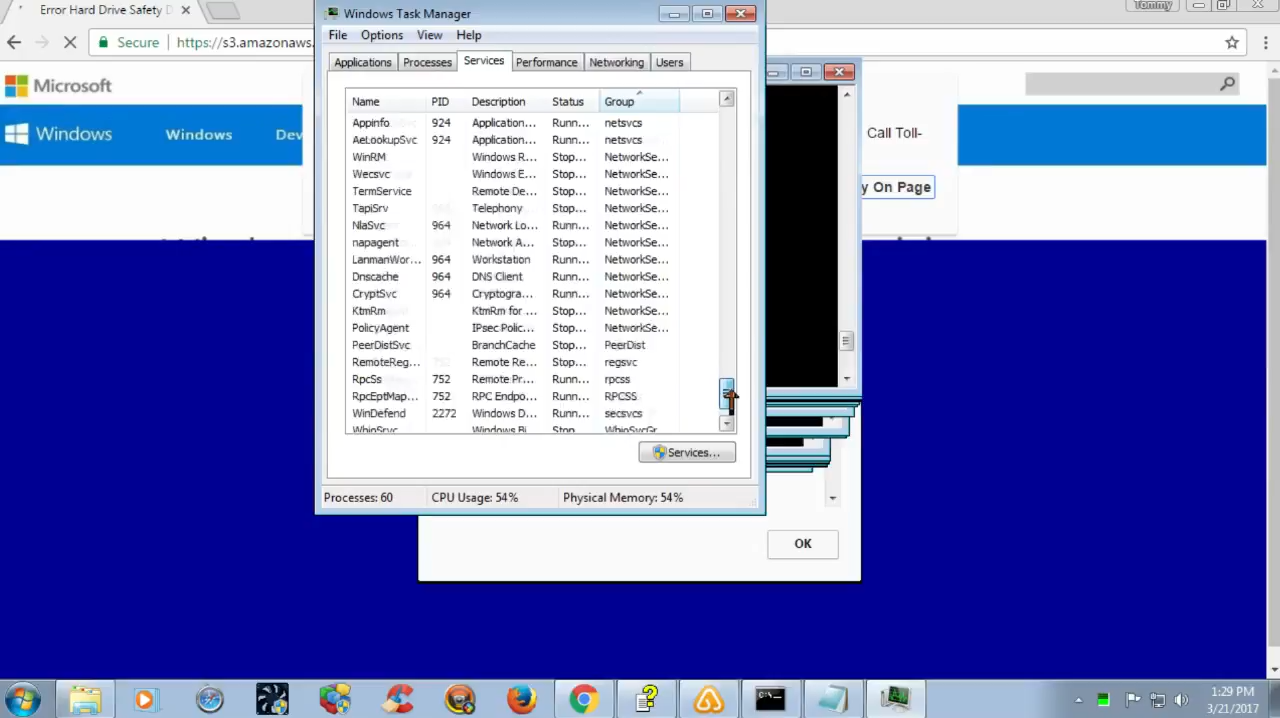 Error Hard Drive Safety D
Windows Task Manager
Tommy
Secure
https://s3.amazonaws.
File Options View Help
Microsoft
Applications Processes Services Performance Networking Users
Windows
Windows
Dev
Call Toll-
y On Page
Name PID Description Status Group
Appinfo 924 Application... Runn... netsvcs
AeLookupSvc 924 Application... Runn... netsvcs
WinRM Windows R... Stop... NetworkSe...
Wecsvc Windows E... Stop... NetworkSe...
TermService Remote De... Stop... NetworkSe...
TapiSrv Telephony Stop... NetworkSe...
NlaSvc 964 Network Lo... Runn... NetworkSe...
napagent Network A... Stop... NetworkSe...
LanmanWor... 964 Workstation Runn... NetworkSe...
Dnscache 964 DNS Client Runn... NetworkSe...
CryptSvc 964 Cryptogra... Runn... NetworkSe...
KtmRm KtmRm for ... Stop... NetworkSe...
PolicyAgent IPsec Polic... Stop... NetworkSe...
PeerDistSvc BranchCache Stop... PeerDist
RemoteReg... Remote Re... Stop... regsvc
RpcSs 752 Remote Pr... Runn... rpcss
RpcEptMap... 752 RPC Endpo... Runn... RPCSS
WinDefend 2272 Windows D... Runn... secsvcs
WbioSrvc Windows Bi... Stop WbioSvcGr
Services...
Processes: 60 CPU Usage: 54% Physical Memory: 54%
OK
1:29 PM
3/21/2017